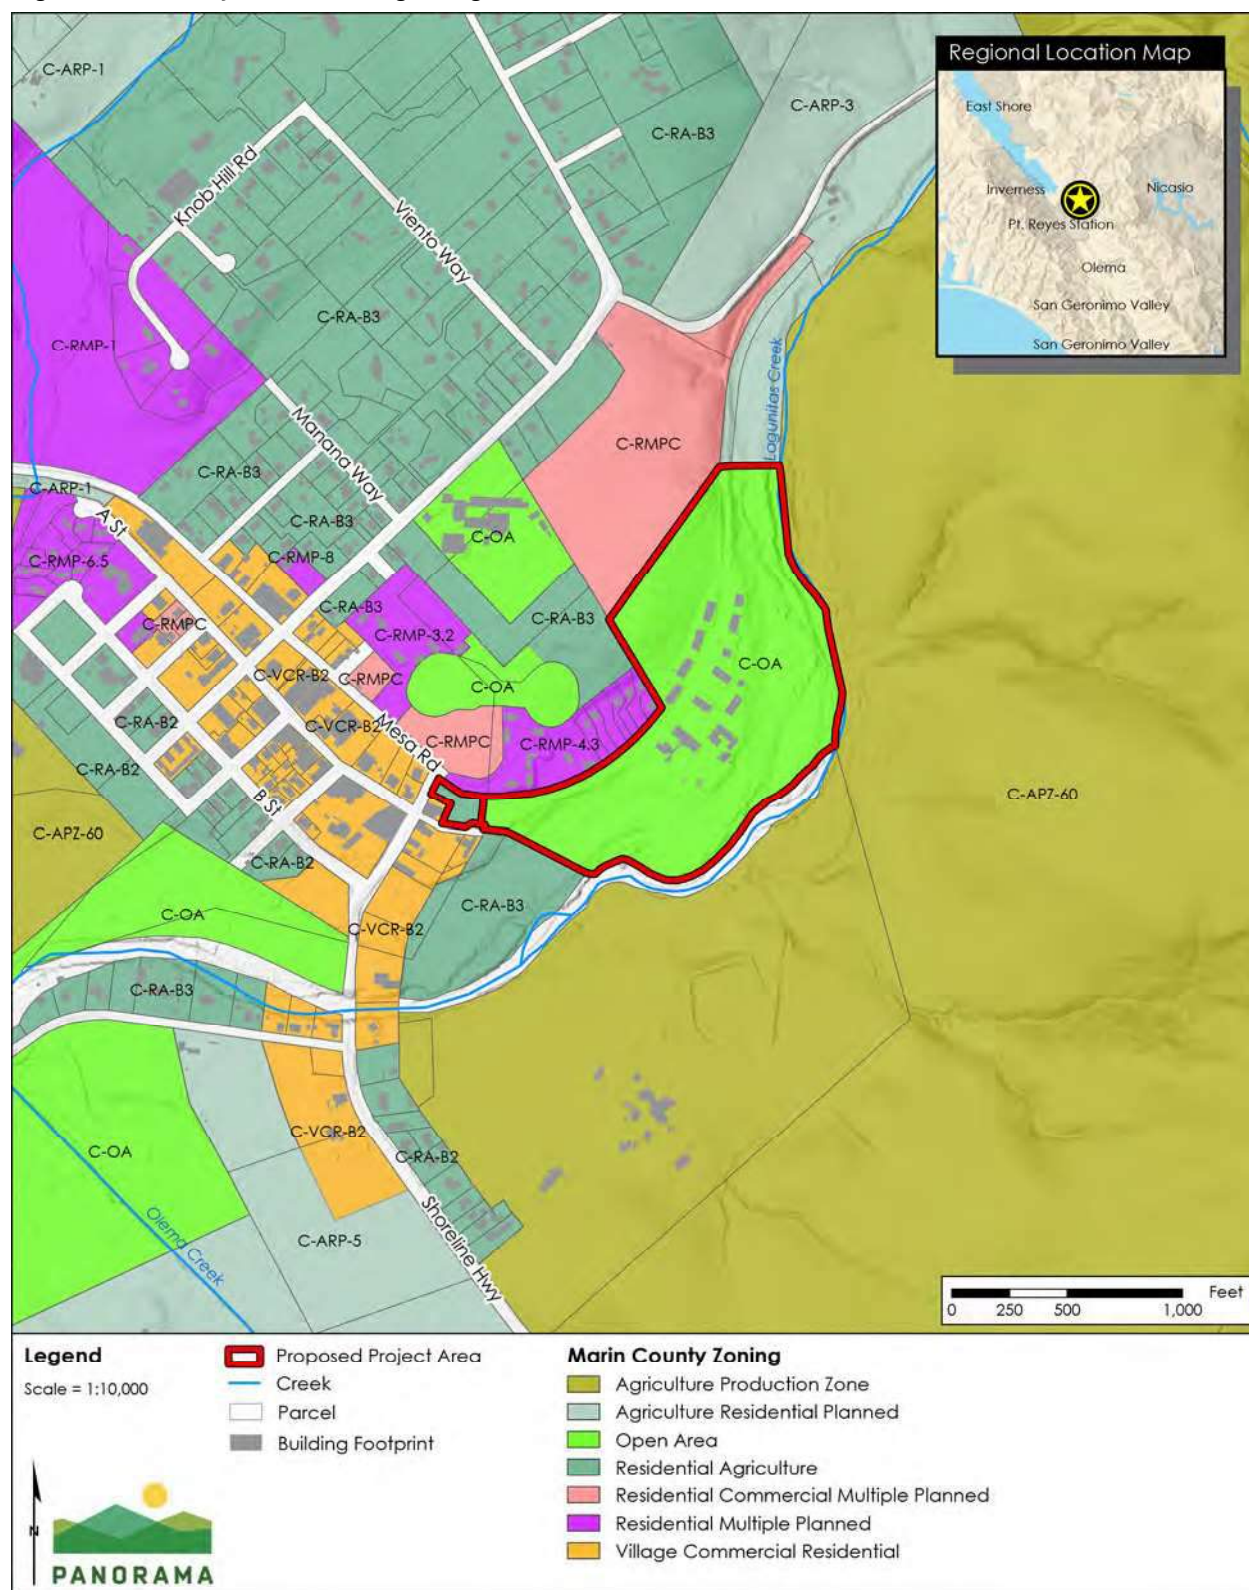 Regional Location Map
East Shore
Inverness
Nicasio
Pt. Reyes Station
Olema
San Geronimo Valley
San Geronimo Valley
C-ARP-1
C-ARP-3
C-RA-B3
Knob Hill Rd
Viento Way
C-RA-B3
C-RMP-1
Lagunitas Creek
Manana Way
C-RMPC
C-RA-B3
C-ARP-1
A St
C-RA-B3
C-OA
C-RMP-8
C-RMP-6.5
C-RA-B3
C-RA-B3
C-RMPC
C-RMP-3.2
C-OA
C-VCR-B2
C-RMPC
C-OA
C-RA-B2
C-VCR-B2
Mesa Rd
C-RMPC
C-RMP-4.3
C-RA-B2
B St
C-APZ-60
C-APZ-60
C-RA-B2
C-RA-B3
C-OA
C-VCR-B2
C-RA-B3
C-VCR-B2
C-OA
C-RA-B2
Olema Creek
C-ARP-5
Shoreline Hwy
Feet
0 250 500 1,000
Legend
Scale = 1:10,000
Proposed Project Area
Creek
Parcel
Building Footprint
Marin County Zoning
Agriculture Production Zone
Agriculture Residential Planned
Open Area
Residential Agriculture
Residential Commercial Multiple Planned
Residential Multiple Planned
Village Commercial Residential
N
PANORAMA